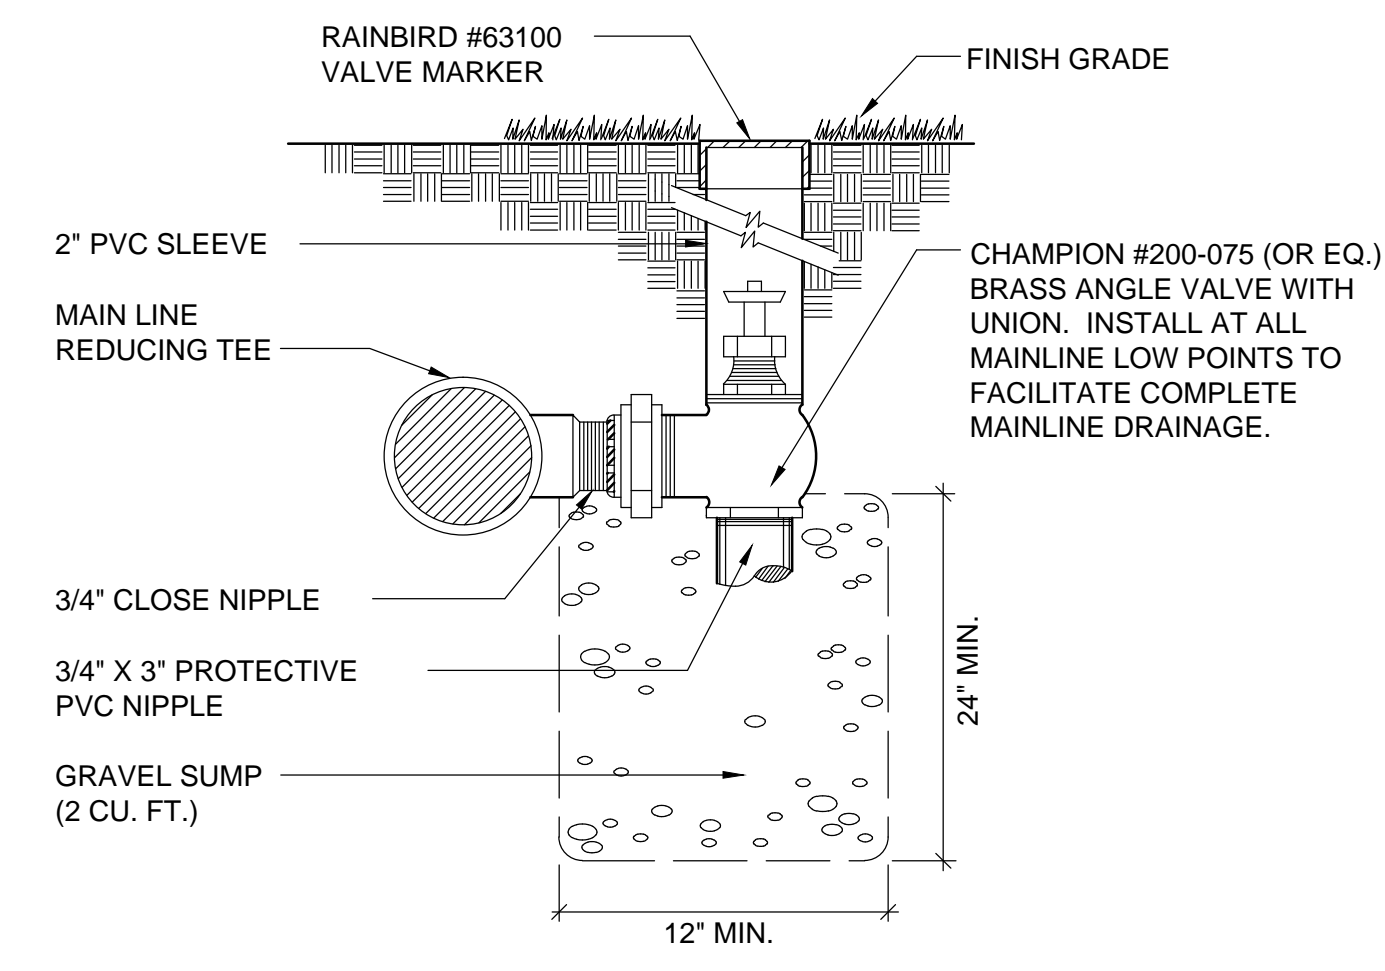 RAINBIRD #63100
VALVE MARKER
FINISH GRADE
2" PVC SLEEVE
CHAMPION #200-075 (OR EQ.)
BRASS ANGLE VALVE WITH
UNION. INSTALL AT ALL
MAINLINE LOW POINTS TO
FACILITATE COMPLETE
MAINLINE DRAINAGE.
MAIN LINE
REDUCING TEE
3/4" CLOSE NIPPLE
3/4" X 3" PROTECTIVE
PVC NIPPLE
24" MIN.
GRAVEL SUMP
(2 CU. FT.)
12" MIN.